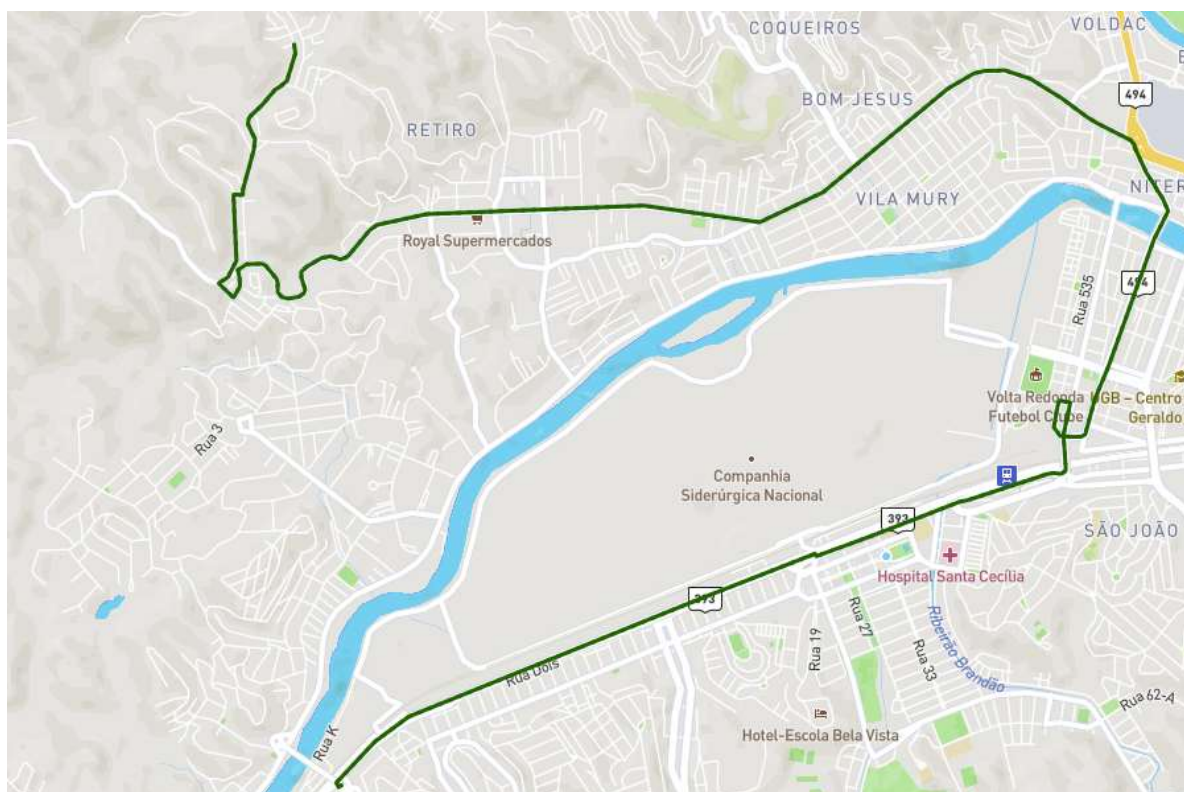 COQUEIROS
VOLDAC
494
BOM JESUS
RETIRO
NITER
VILA MURY
Royal Supermercados
494
Rua 535
Volta Redonda
Futebol Clube
UGB – Centro
Geraldo
Rua 3
Companhia
Siderúrgica Nacional
393
SÃO JOÃO
Hospital Santa Cecília
393
Rua 27
Rua 19
Rua 33
Ribeirão Brandão
Rua Dois
Rua 62-A
Rua K
Hotel-Escola Bela Vista